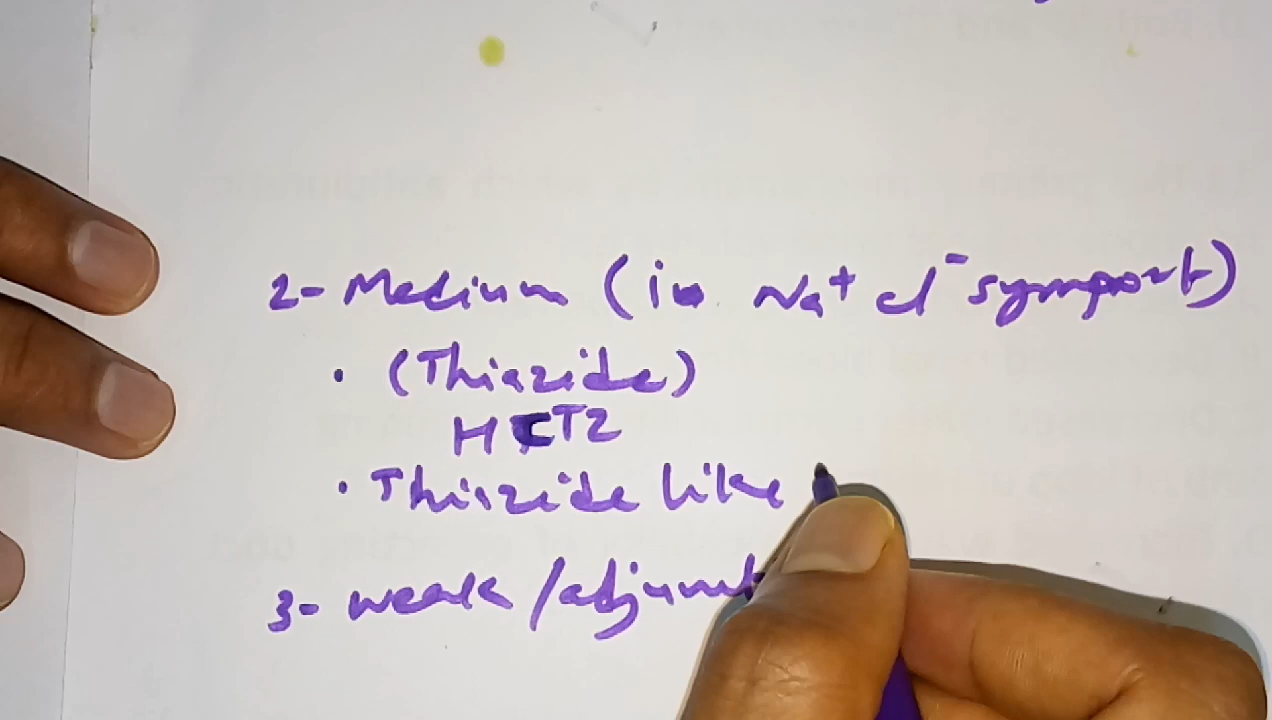 2- Medium (in Na+ Cl- symport)
• (Thiazide)
HCTZ
• Thiazide like
3- weak / adjunct